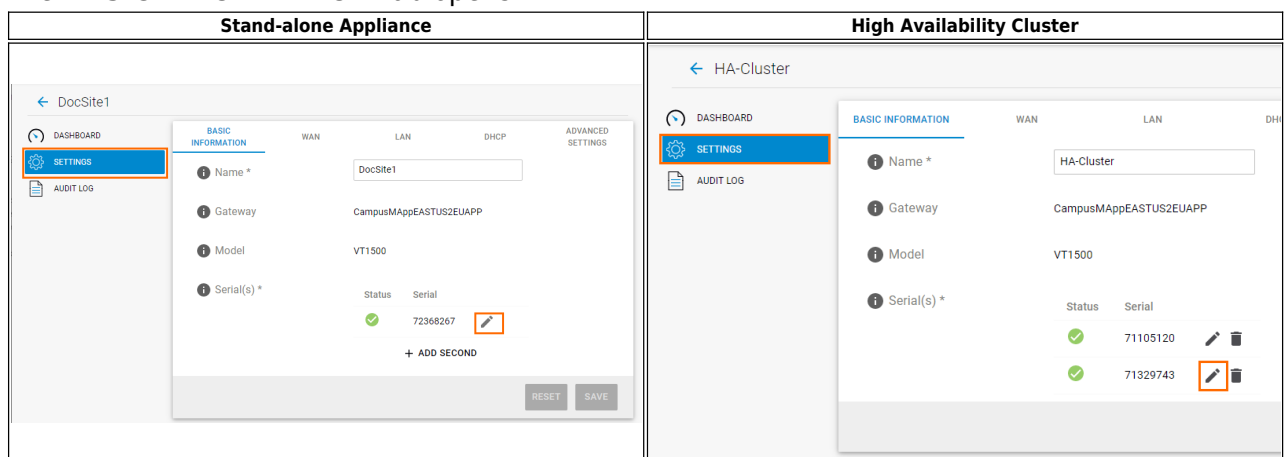 Stand-alone Appliance
High Availability Cluster
DocSite1
DASHBOARD
SETTINGS
AUDIT LOG
BASIC INFORMATION
WAN
LAN
DHCP
ADVANCED SETTINGS
Name *
DocSite1
Gateway
CampusMAppEASTUS2EUAPP
Model
VT1500
Serial(s) *
Status Serial
72368267
+ ADD SECOND
RESET SAVE
HA-Cluster
DASHBOARD
SETTINGS
AUDIT LOG
BASIC INFORMATION
WAN
LAN
Name *
HA-Cluster
Gateway
CampusMAppEASTUS2EUAPP
Model
VT1500
Serial(s) *
Status Serial
71105120
71329743